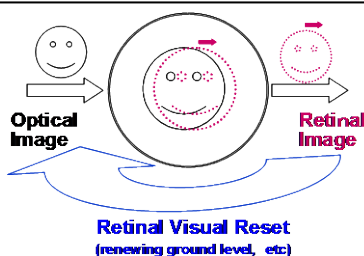 Optical
Image
Retinal
Image
Retinal Visual Reset
(renewing ground level, etc)